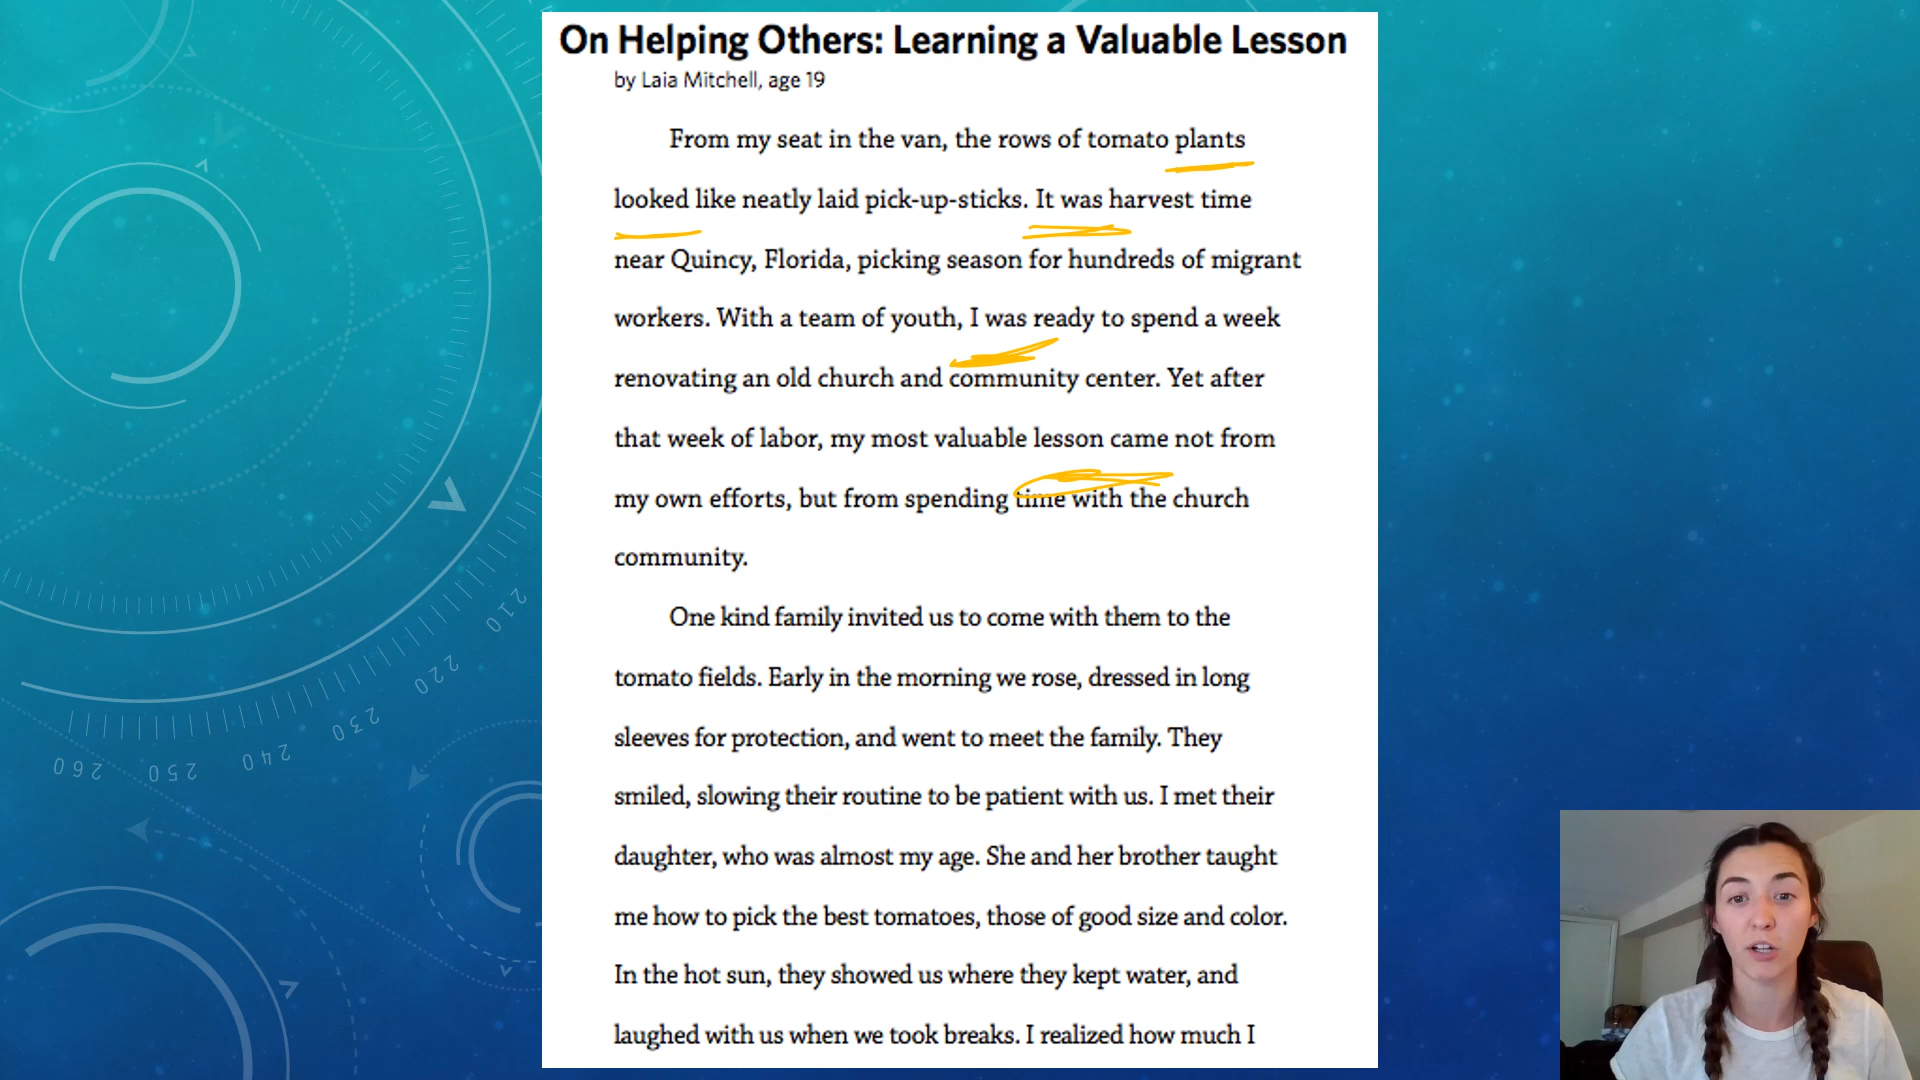 On Helping Others: Learning a Valuable Lesson
by Laia Mitchell, age 19
From my seat in the van, the rows of tomato plants
looked like neatly laid pick-up-sticks. It was harvest time
near Quincy, Florida, picking season for hundreds of migrant
workers. With a team of youth, I was ready to spend a week
renovating an old church and community center. Yet after
that week of labor, my most valuable lesson came not from
my own efforts, but from spending time with the church
community.
One kind family invited us to come with them to the
tomato fields. Early in the morning we rose, dressed in long
sleeves for protection, and went to meet the family. They
smiled, slowing their routine to be patient with us. I met their
daughter, who was almost my age. She and her brother taught
me how to pick the best tomatoes, those of good size and color.
In the hot sun, they showed us where they kept water, and
laughed with us when we took breaks. I realized how much I
210
220
230
240
250
260